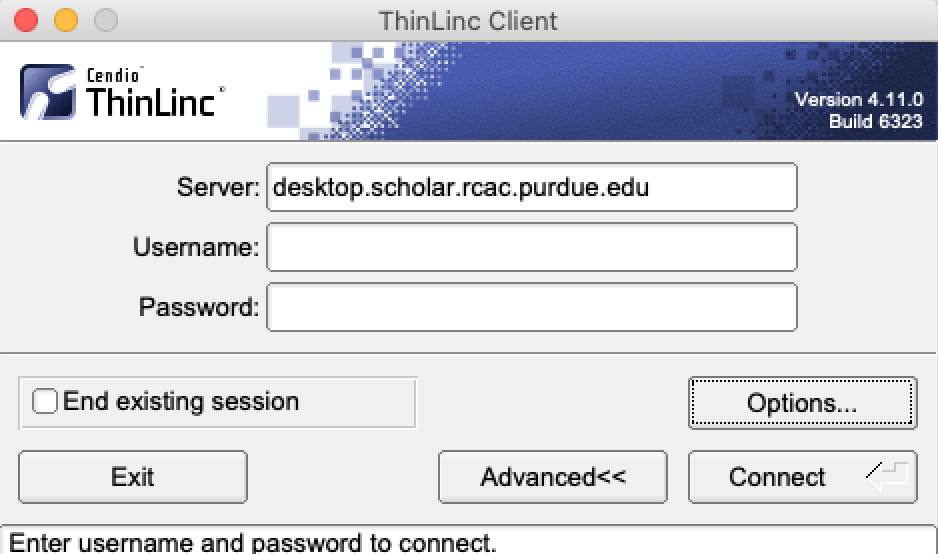 ThinLinc Client
Cendio™
ThinLinc®
Version 4.11.0
Build 6323
Server: desktop.scholar.rcac.purdue.edu
Username:
Password:
End existing session
Options...
Exit
Advanced<<
Connect
Enter username and password to connect.